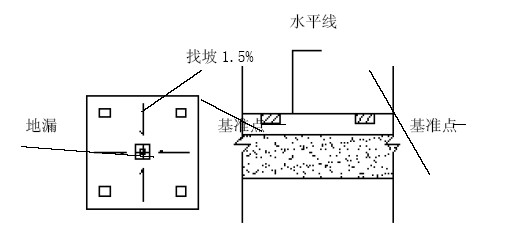 水平线
找坡1.5%
地漏
基准点
基准点